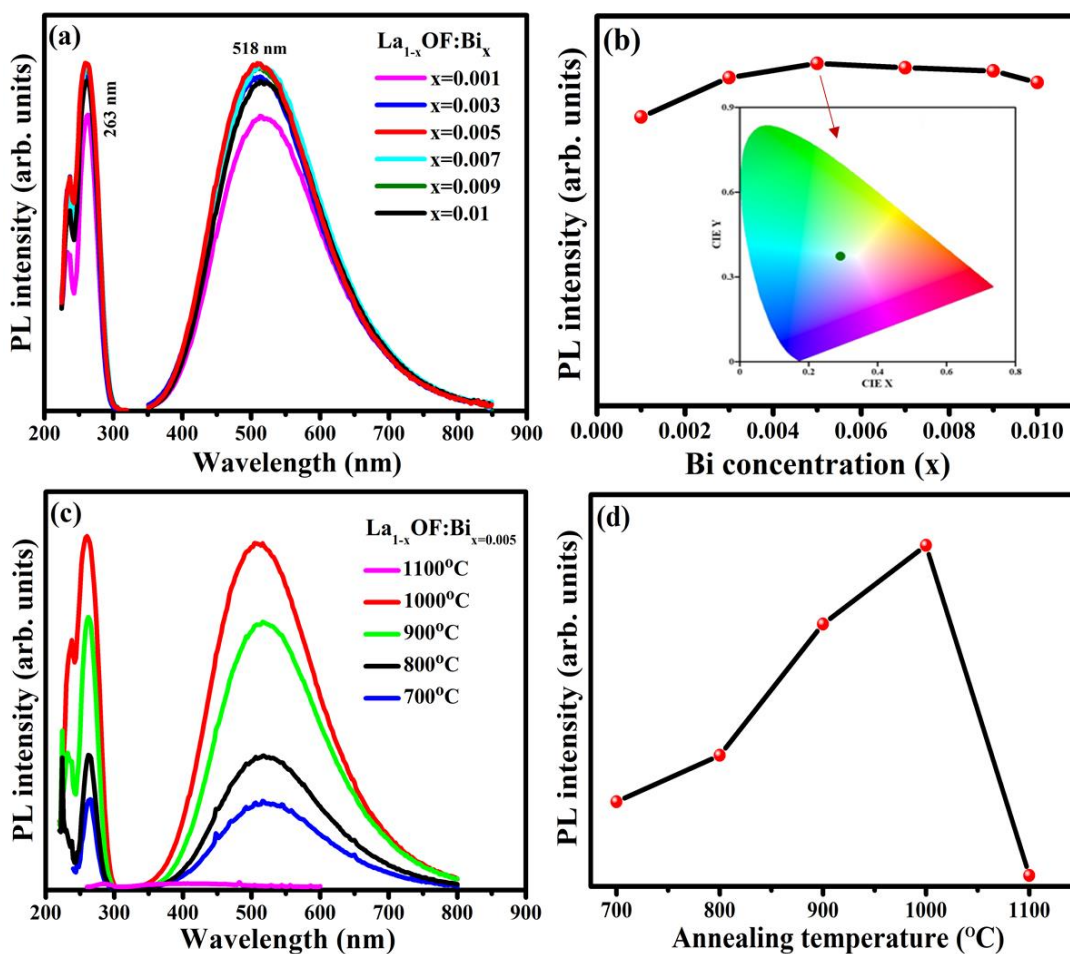 (a)
518 nm
263 nm
La1-xOF:Bix
x=0.001
x=0.003
x=0.005
x=0.007
x=0.009
x=0.01
PL intensity (arb. units)
200 300 400 500 600 700 800 900
Wavelength (nm)
(b)
PL intensity (arb. units)
0.9
0.6
0.3
0
CIE Y
0 0.2 0.4 0.6 0.8
CIE X
0.000 0.002 0.004 0.006 0.008 0.010
Bi concentration (x)
(c)
La1-xOF:Bix=0.005
1100°C
1000°C
900°C
800°C
700°C
PL intensity (arb. units)
200 300 400 500 600 700 800 900
Wavelength (nm)
(d)
PL intensity (arb. units)
700 800 900 1000 1100
Annealing temperature (°C)